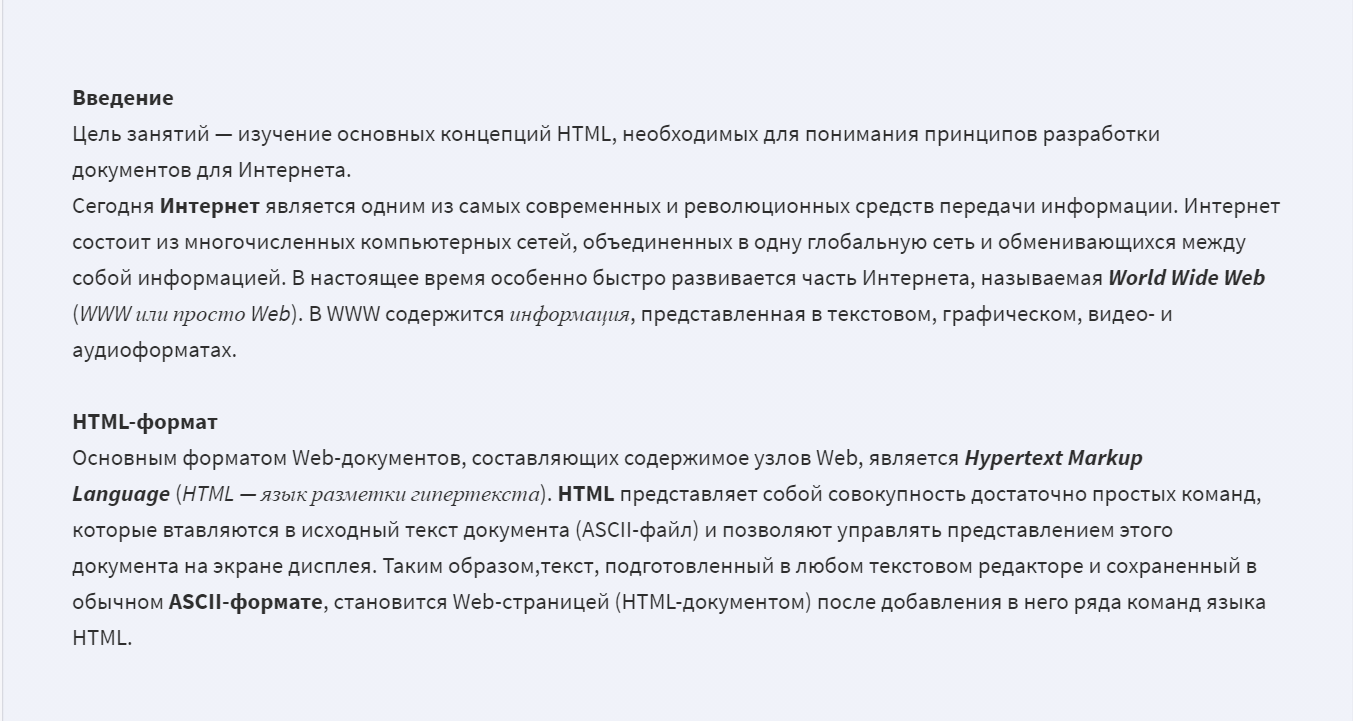 Введение
Цель занятий — изучение основных концепций HTML, необходимых для понимания принципов разработки
документов для Интернета.
Сегодня Интернет является одним из самых современных и революционных средств передачи информации. Интернет
состоит из многочисленных компьютерных сетей, объединенных в одну глобальную сеть и обменивающихся между
собой информацией. В настоящее время особенно быстро развивается часть Интернета, называемая World Wide Web
(WWW или просто Web). В WWW содержится информация, представленная в текстовом, графическом, видео- и
аудиоформатах.
HTML-формат
Основным форматом Web-документов, составляющих содержимое узлов Web, является Hypertext Markup
Language (HTML — язык разметки гипертекста). HTML представляет собой совокупность достаточно простых команд,
которые втавляются в исходный текст документа (ASCII-файл) и позволяют управлять представлением этого
документа на экране дисплея. Таким образом,текст, подготовленный в любом текстовом редакторе и сохраненный в
обычном ASCII-формате, становится Web-страницей (HTML-документом) после добавления в него ряда команд языка
HTML.